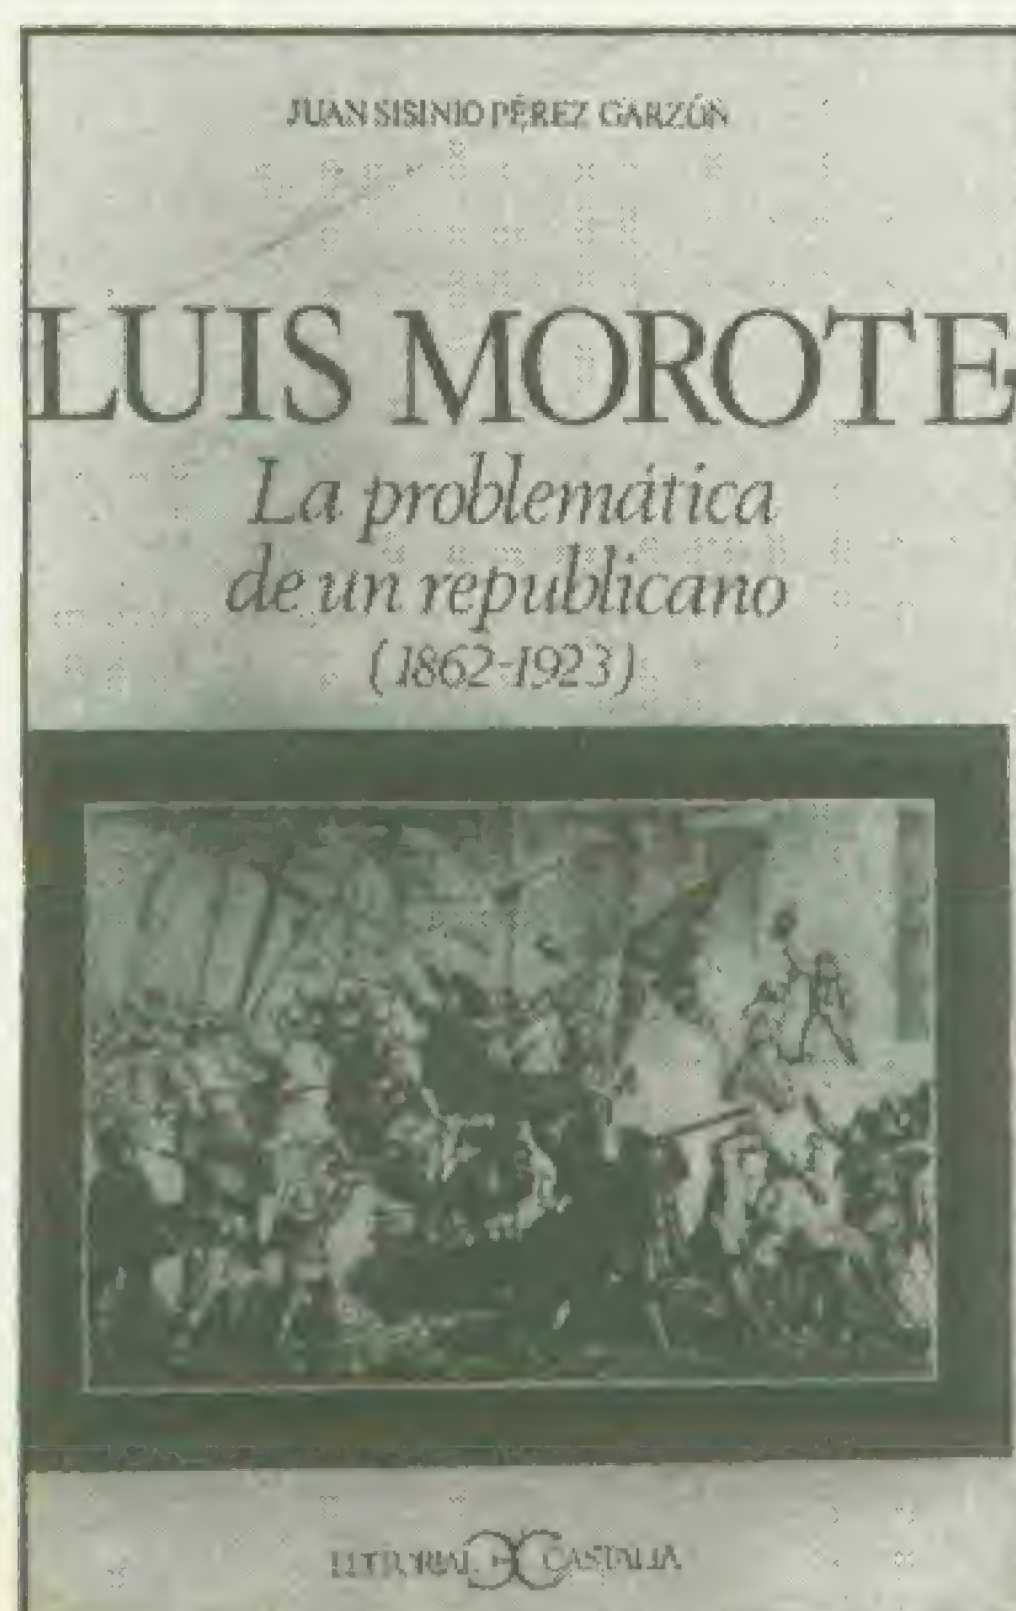 JUAN SISINIO PÉREZ GARZÓN
LUIS MOROTE
La problemática
de un republicano
(1862-1923)
EDITORIAL CASTALIA